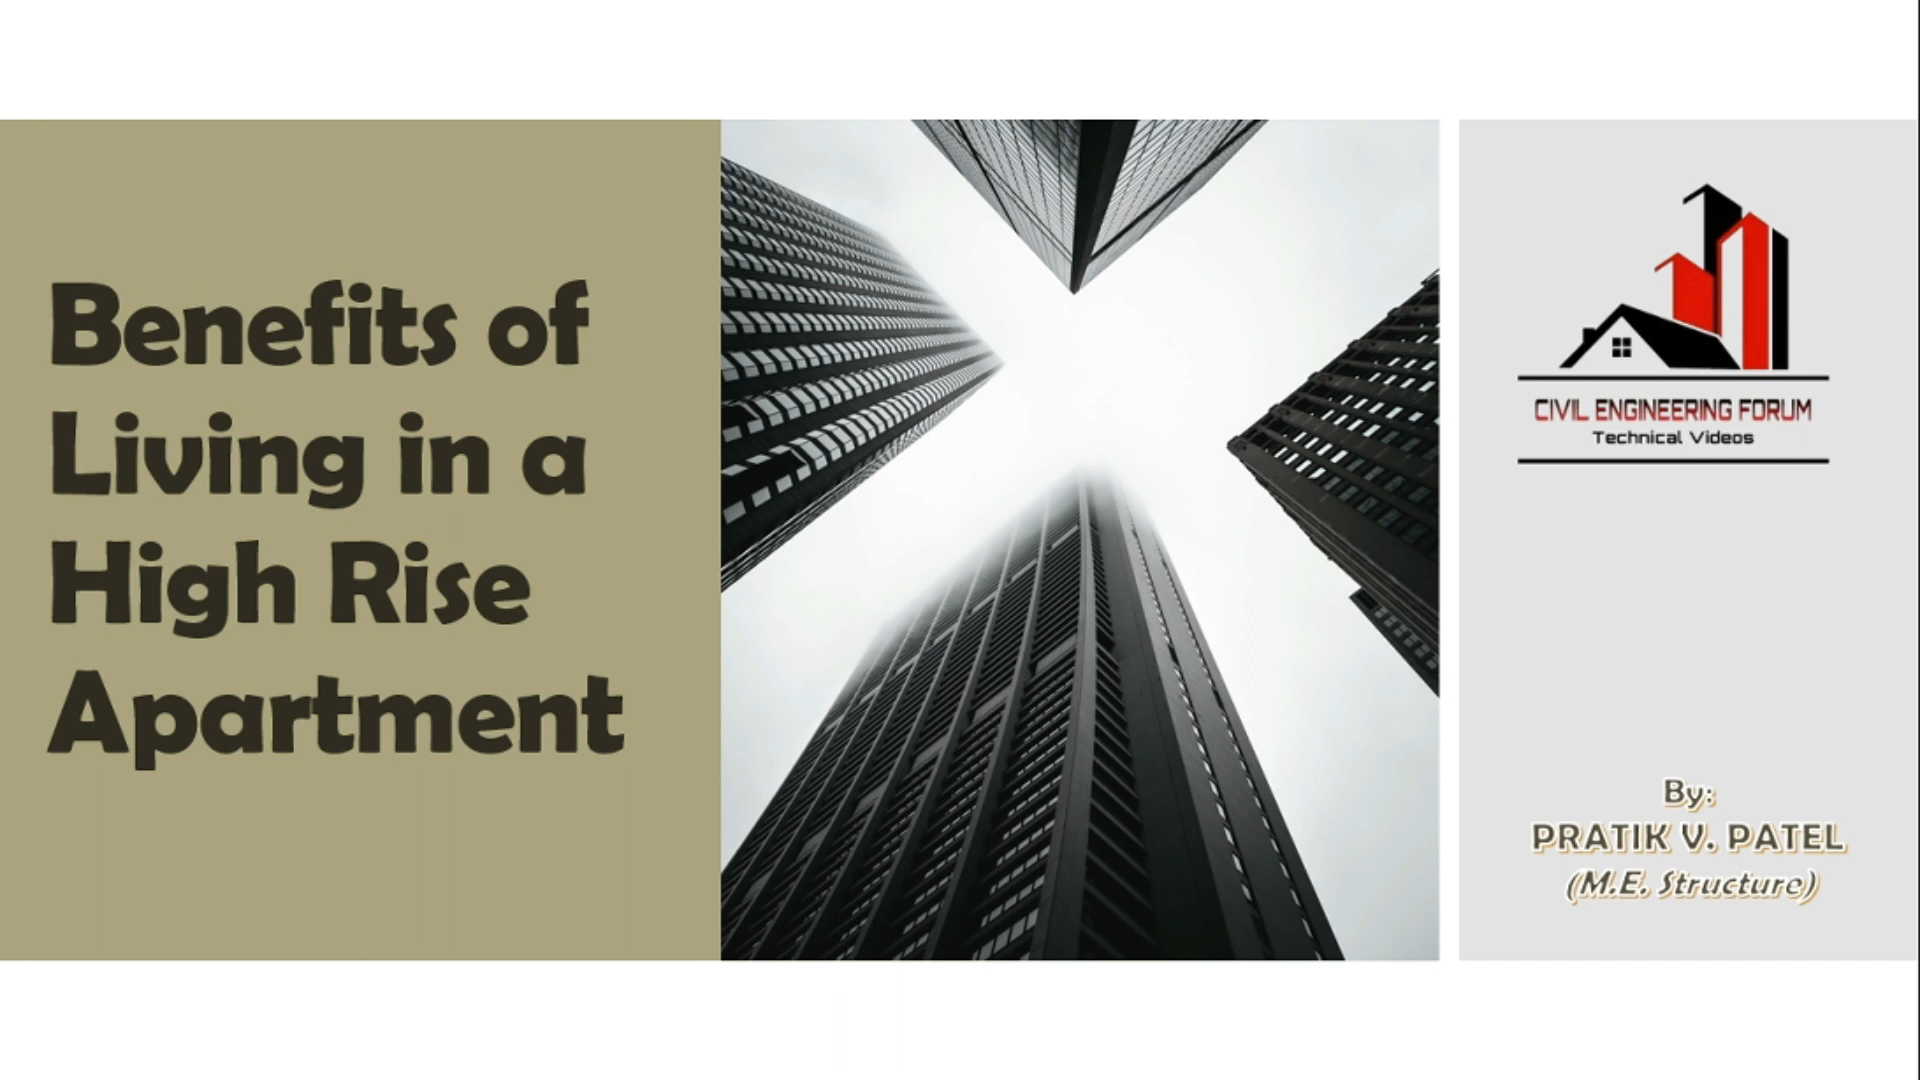 Benefits of
Living in a
High Rise
Apartment
CIVIL ENGINEERING FORUM
Technical Videos
By:
PRATIK V. PATEL
(M.E. Structure)